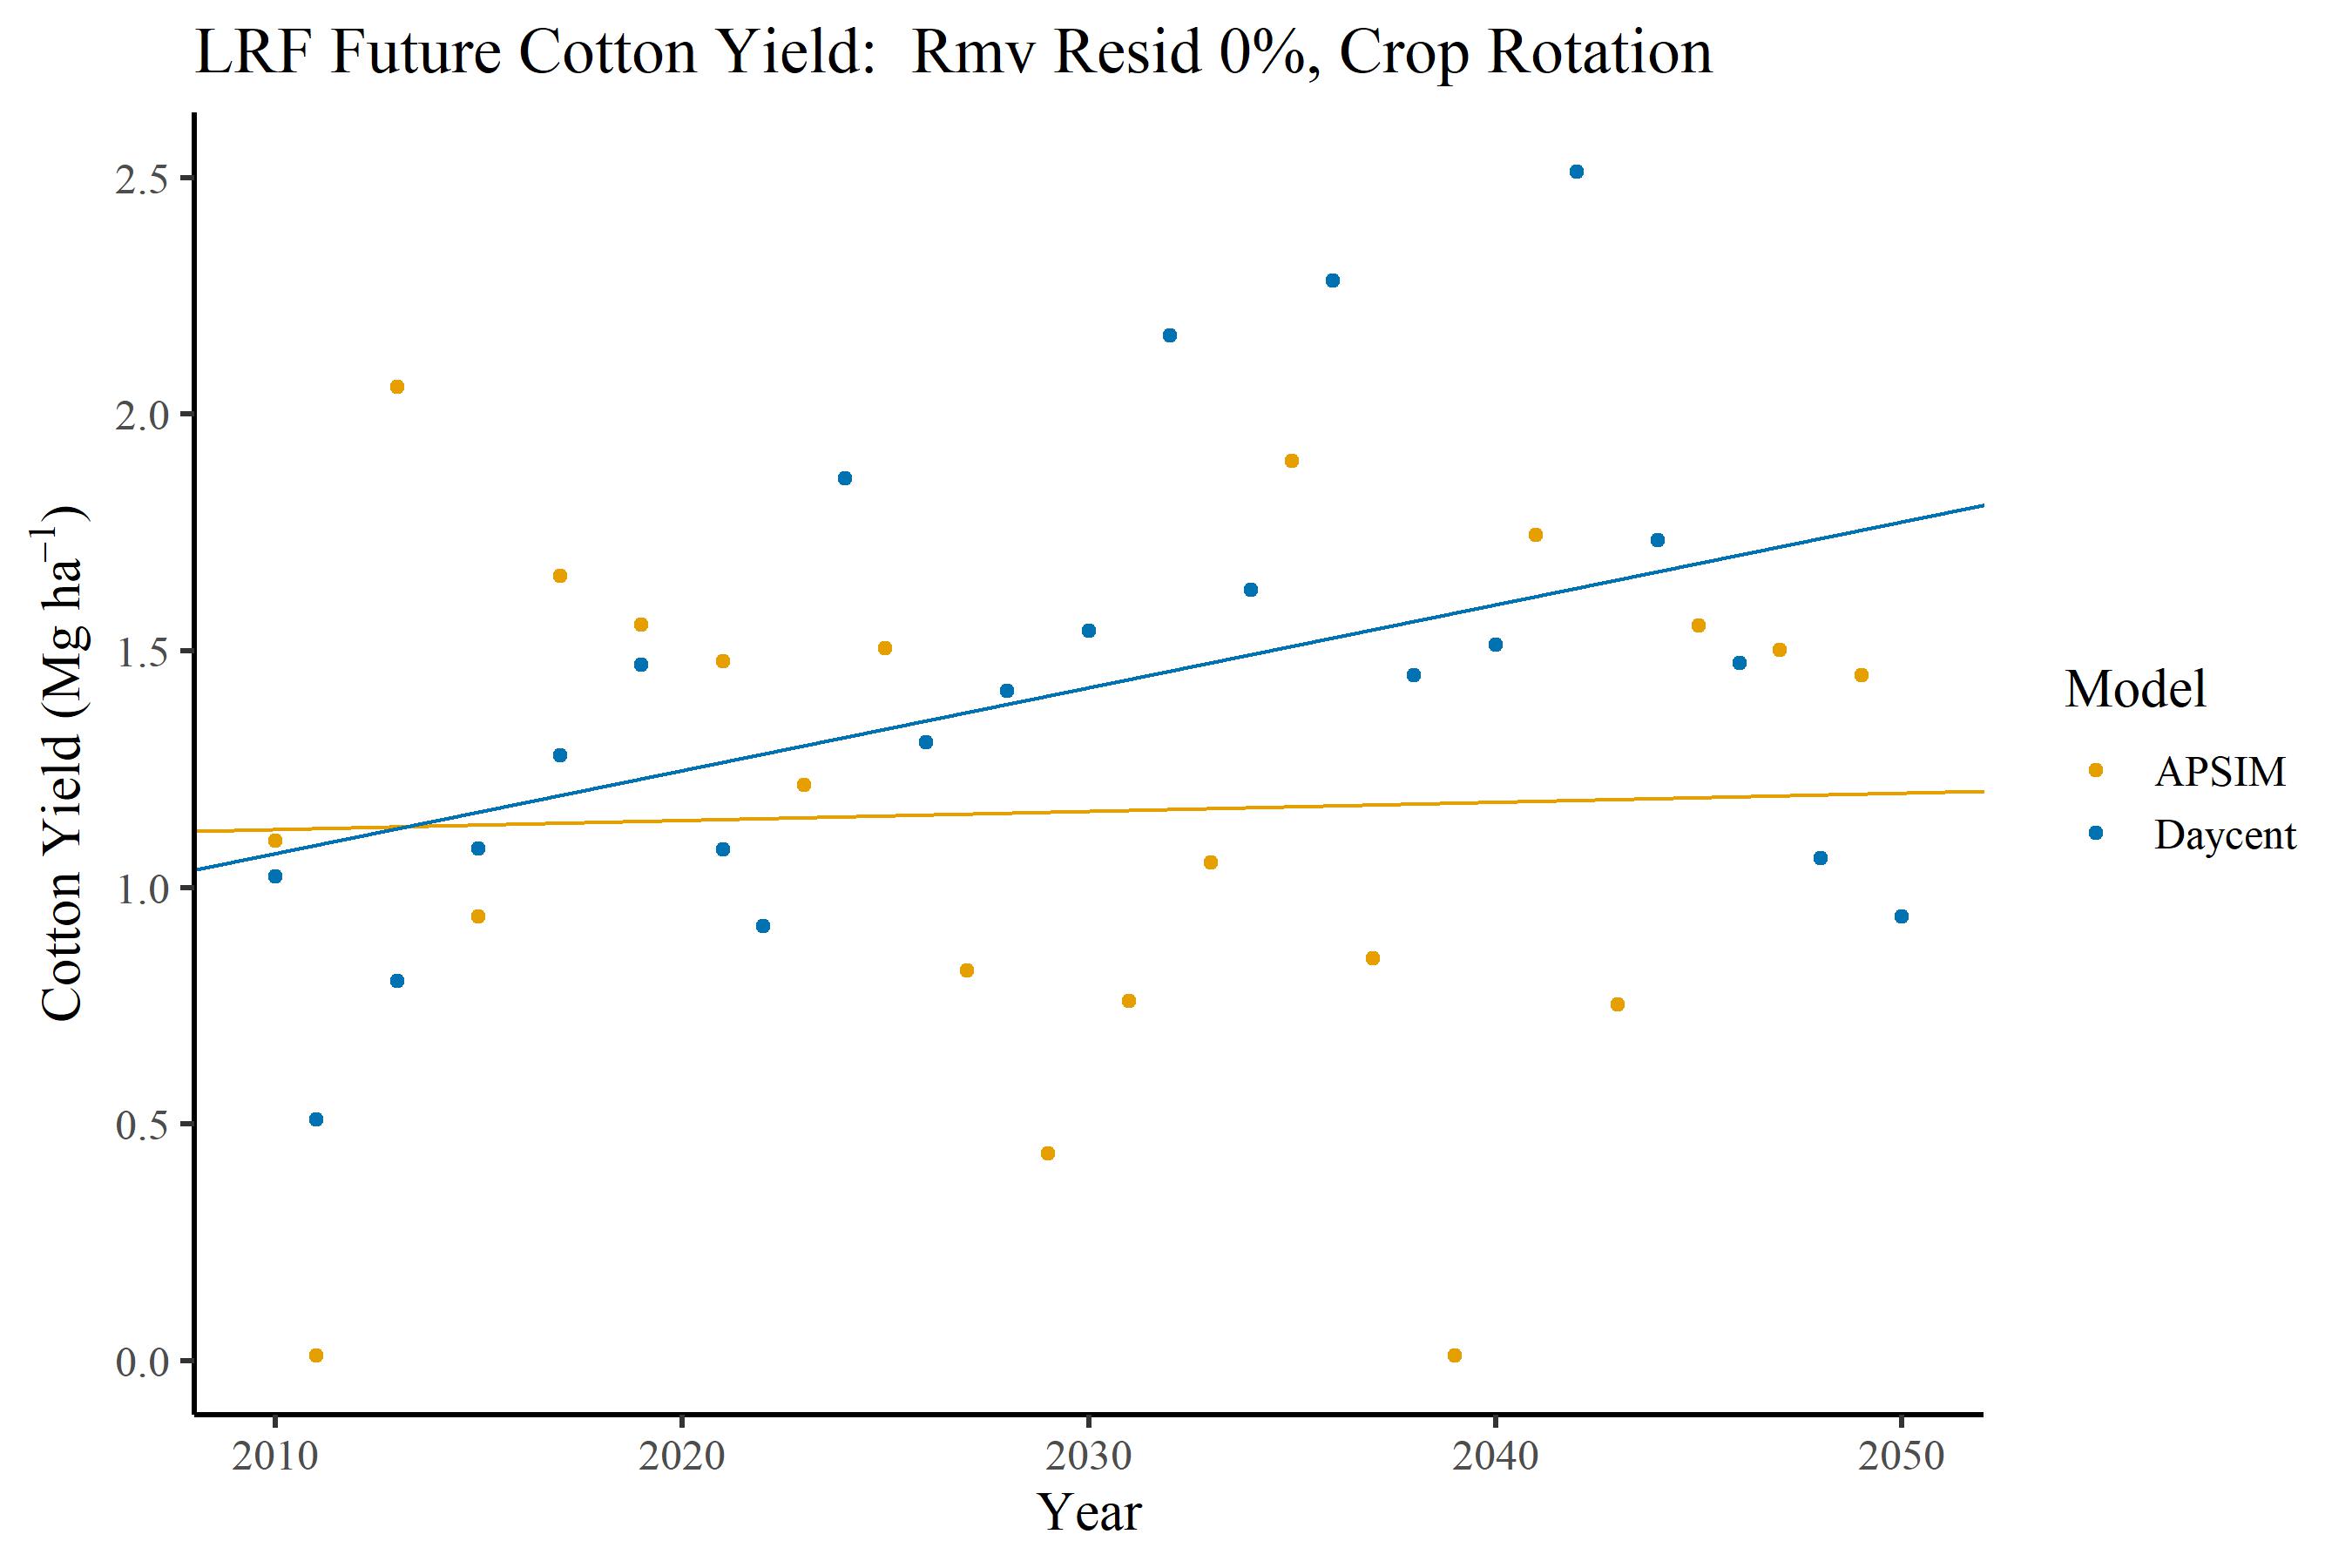 LRF Future Cotton Yield:  Rmv Resid 0%, Crop Rotation
Cotton Yield (Mg ha⁻¹)
2.5
2.0
1.5
1.0
0.5
0.0
2010 2020 2030 2040 2050
Year
Model
APSIM
Daycent